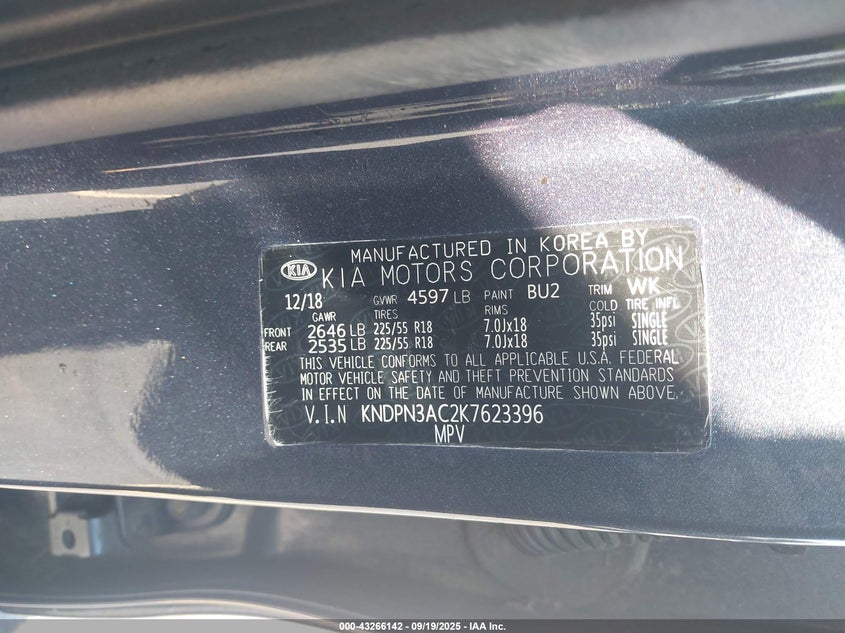 MANUFACTURED IN KOREA BY
KIA KIA MOTORS CORPORATION
12/18 GVWR 4597 LB PAINT BU2 TRIM WK
GAWR TIRES RIMS COLD TIRE INFL
FRONT 2646 LB 225/55 R18 7.0Jx18 35psi SINGLE
REAR 2535 LB 225/55 R18 7.0Jx18 35psi SINGLE
THIS VEHICLE CONFORMS TO ALL APPLICABLE U.S.A. FEDERAL
MOTOR VEHICLE SAFETY AND THEFT PREVENTION STANDARDS
IN EFFECT ON THE DATE OF MANUFACTURE SHOWN ABOVE.
V.I.N KNDPN3AC2K7623396
MPV
000-43266142 - 09/19/2025 - IAA Inc.